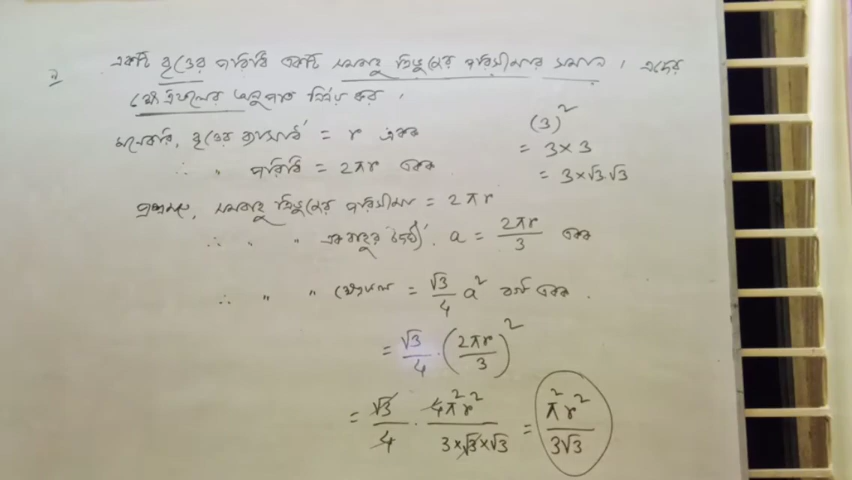 একটি বৃত্তের পরিধি একটি সমবাহু ত্রিভুজের পরিসীমার সমান। এদের
ক্ষেত্রফলের অনুপাত নির্ণয় কর।
মনেকরি, বৃত্তের ব্যাসার্ধ = r একক
(3)²
∴ " পরিধি = 2πr একক
= 3×3
= 3×√3√3
প্রশ্নমতে, সমবাহু ত্রিভুজের পরিসীমা = 2πr
∴ " " এক বাহুর দৈর্ঘ্য, a = 2πr/3 একক
∴ " " ক্ষেত্রফল = √3/4 a² বর্গ একক.
= √3/4 · (2πr/3)²
= √3/4 · 4π²r²/3×√3×√3 = π²r²/3√3